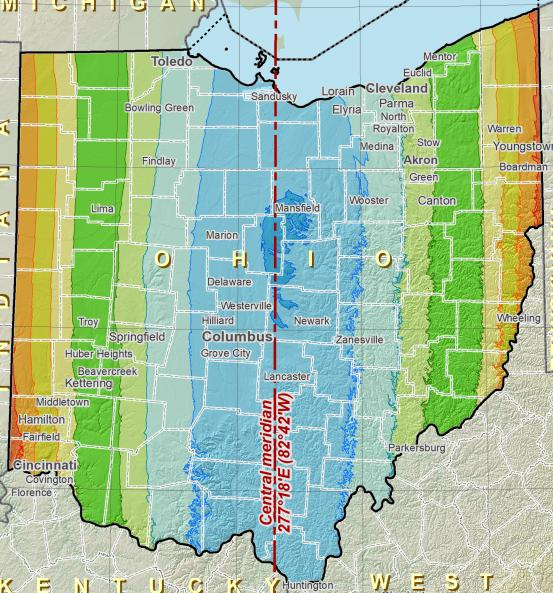 MICHIGAN
Toledo
Mentor
Euclid
Sandusky
Lorain
Cleveland
Bowling Green
Elyria
Parma
North
Royalton
Warren
Findlay
Medina
Stow
Youngstow
Akron
Boardman
Green
Lima
Mansfield
Wooster
Canton
Marion
OHIO
INDIANA
Delaware
Westerville
Hilliard
Newark
Wheeling
Troy
Springfield
Columbus
Zanesville
Huber Heights
Grove City
Beavercreek
Kettering
Lancaster
Middletown
Hamilton
Fairfield
Central meridian
277°18'E (82°42'W)
Parkersburg
Cincinnati
Covington
Florence
KENTUCKY
WEST
Huntington